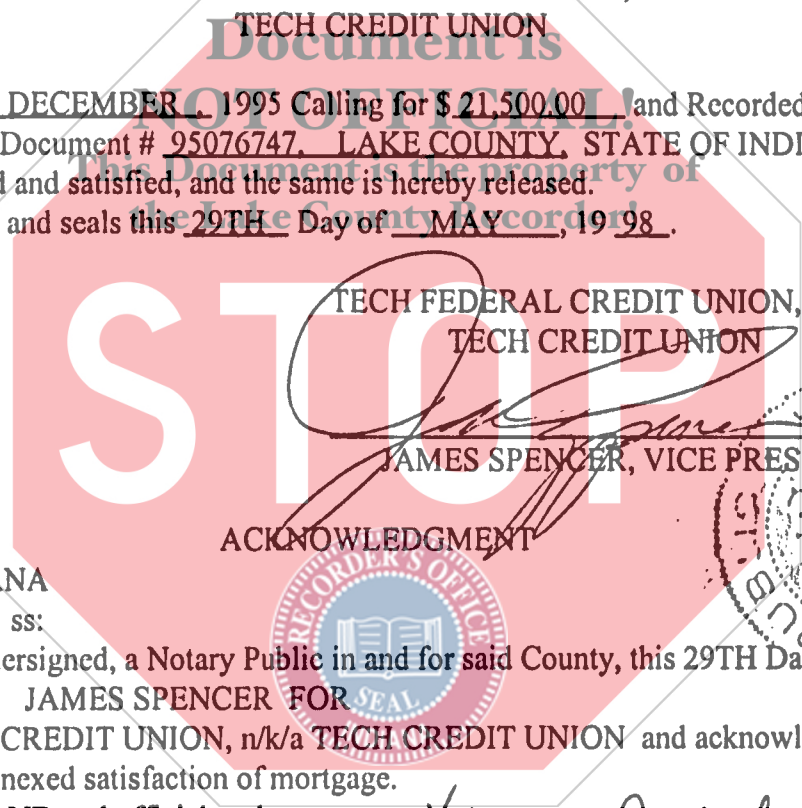 TECH CREDIT UNION
Document is
DECEMBER , 1995 Calling for $ 21,500.00 and Recorded
NOT OFFICIAL!
Document # 95076747, LAKE COUNTY, STATE OF INDI
This Document is the property of
d and satisfied, and the same is hereby released.
the Lake County Recorder!
and seals this 29TH Day of MAY , 19 98 .
STOP
TECH FEDERAL CREDIT UNION,
TECH CREDIT UNION
JAMES SPENCER, VICE PRES
ACKNOWLEDGMENT
ANA
ss:
RECORDER'S OFFICE
ersigned, a Notary Public in and for said County, this 29TH Da
JAMES SPENCER FOR
SEAL
CREDIT UNION, n/k/a TECH CREDIT UNION and acknowl
nexed satisfaction of mortgage.